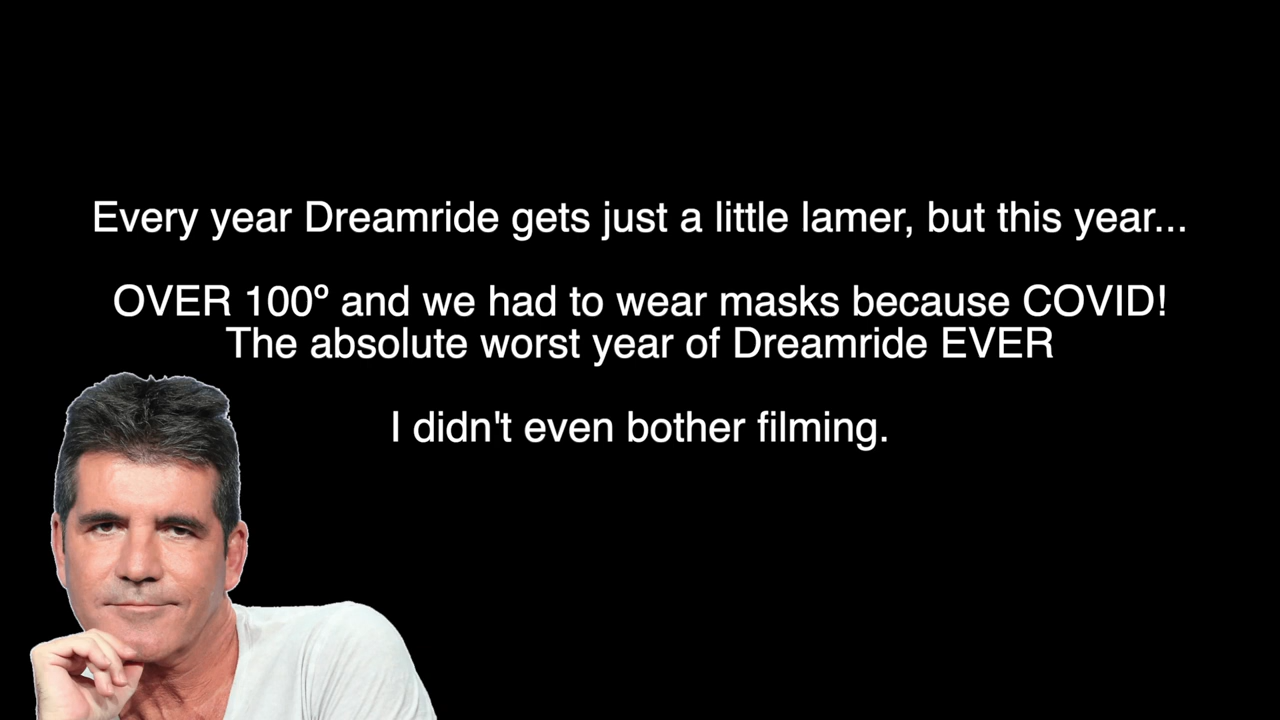 Every year Dreamride gets just a little lamer, but this year...
OVER 100º and we had to wear masks because COVID!
The absolute worst year of Dreamride EVER
I didn't even bother filming.